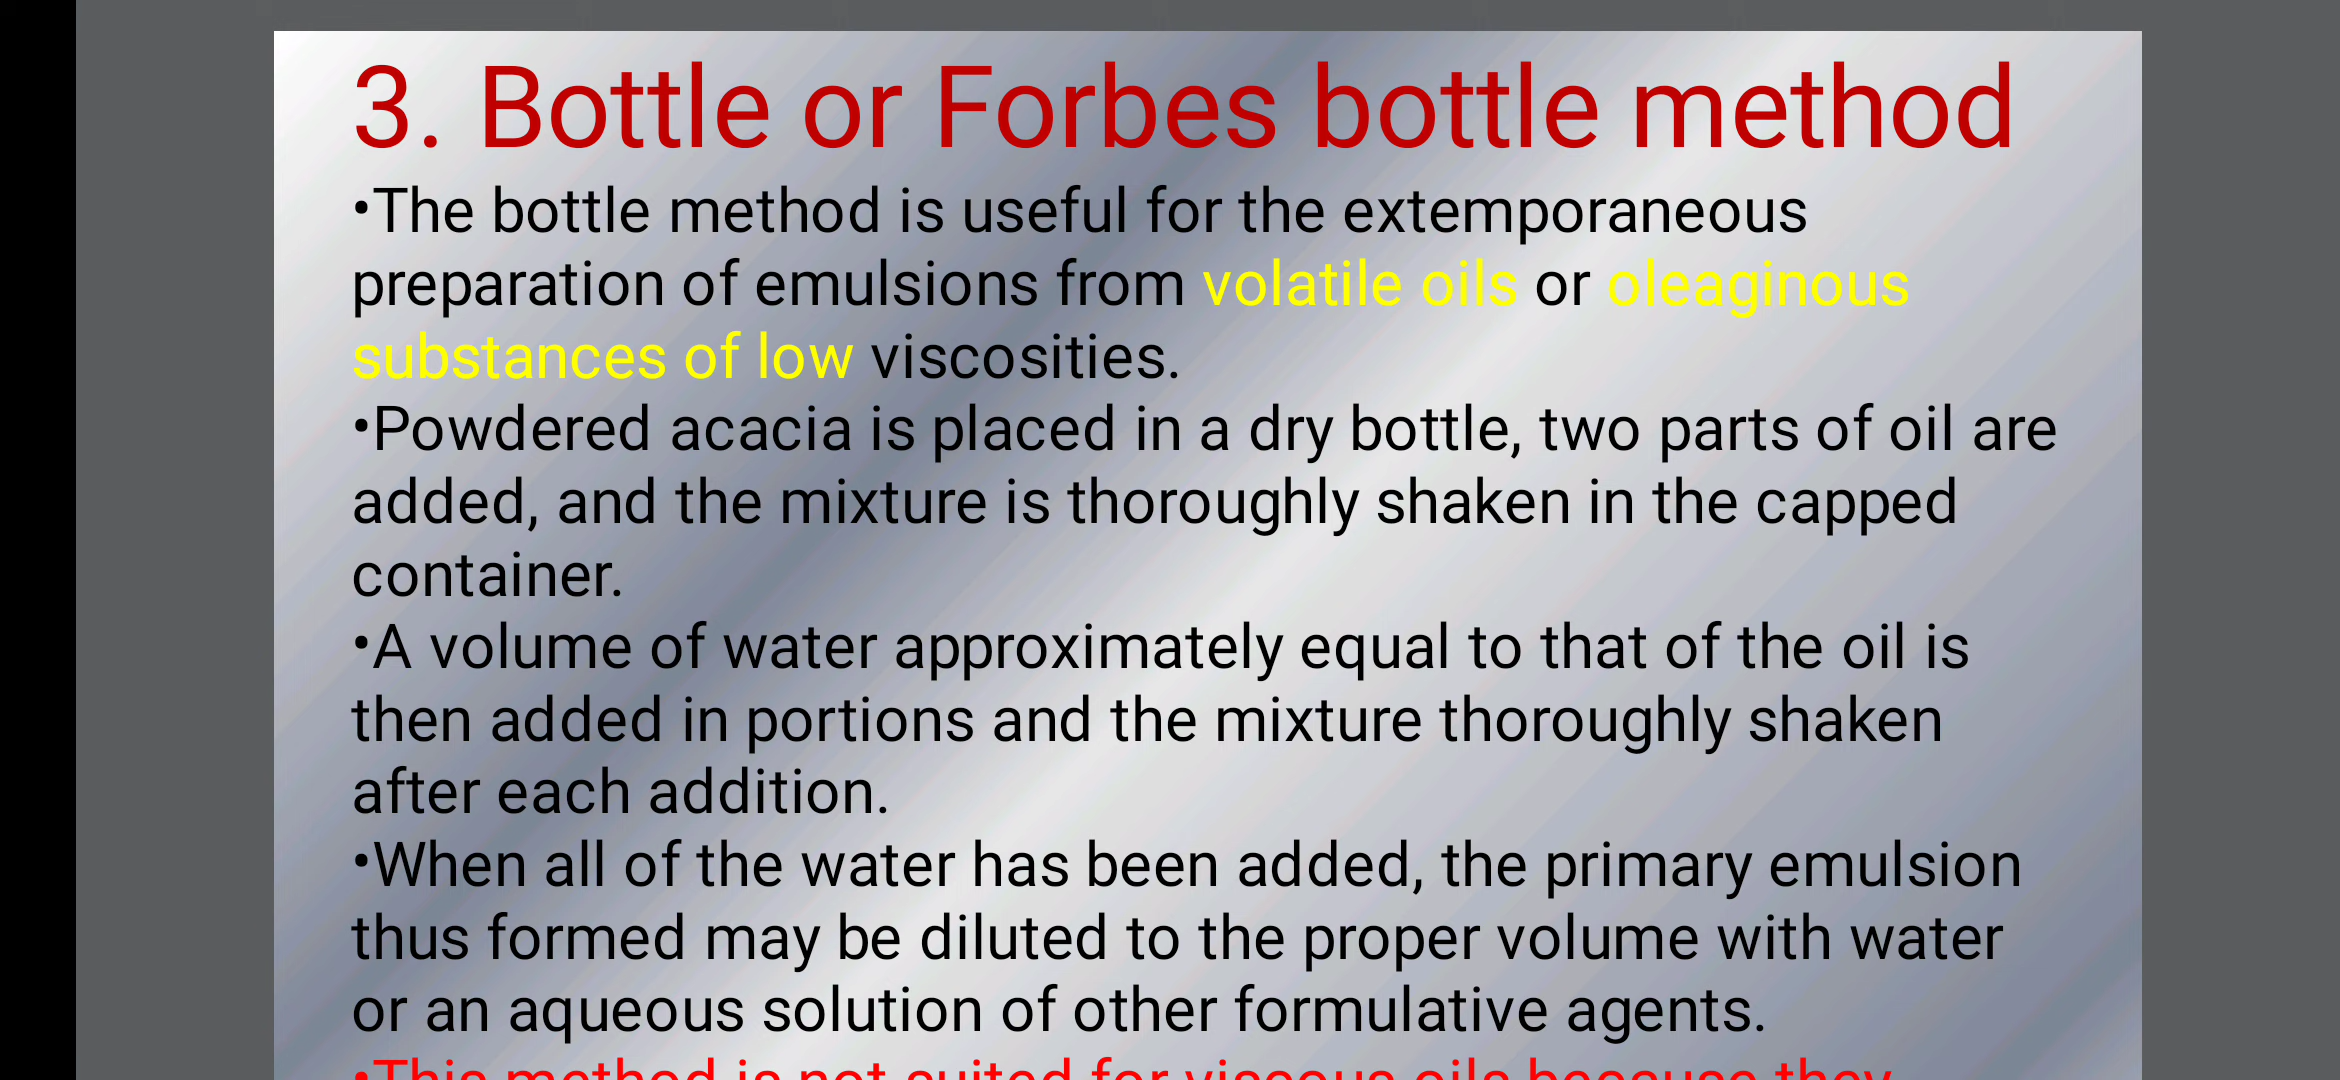 3. Bottle or Forbes bottle method
•The bottle method is useful for the extemporaneous
preparation of emulsions from volatile oils or oleaginous
substances of low viscosities.
•Powdered acacia is placed in a dry bottle, two parts of oil are
added, and the mixture is thoroughly shaken in the capped
container.
•A volume of water approximately equal to that of the oil is
then added in portions and the mixture thoroughly shaken
after each addition.
•When all of the water has been added, the primary emulsion
thus formed may be diluted to the proper volume with water
or an aqueous solution of other formulative agents.
•This method is not suited for viscous oils because they